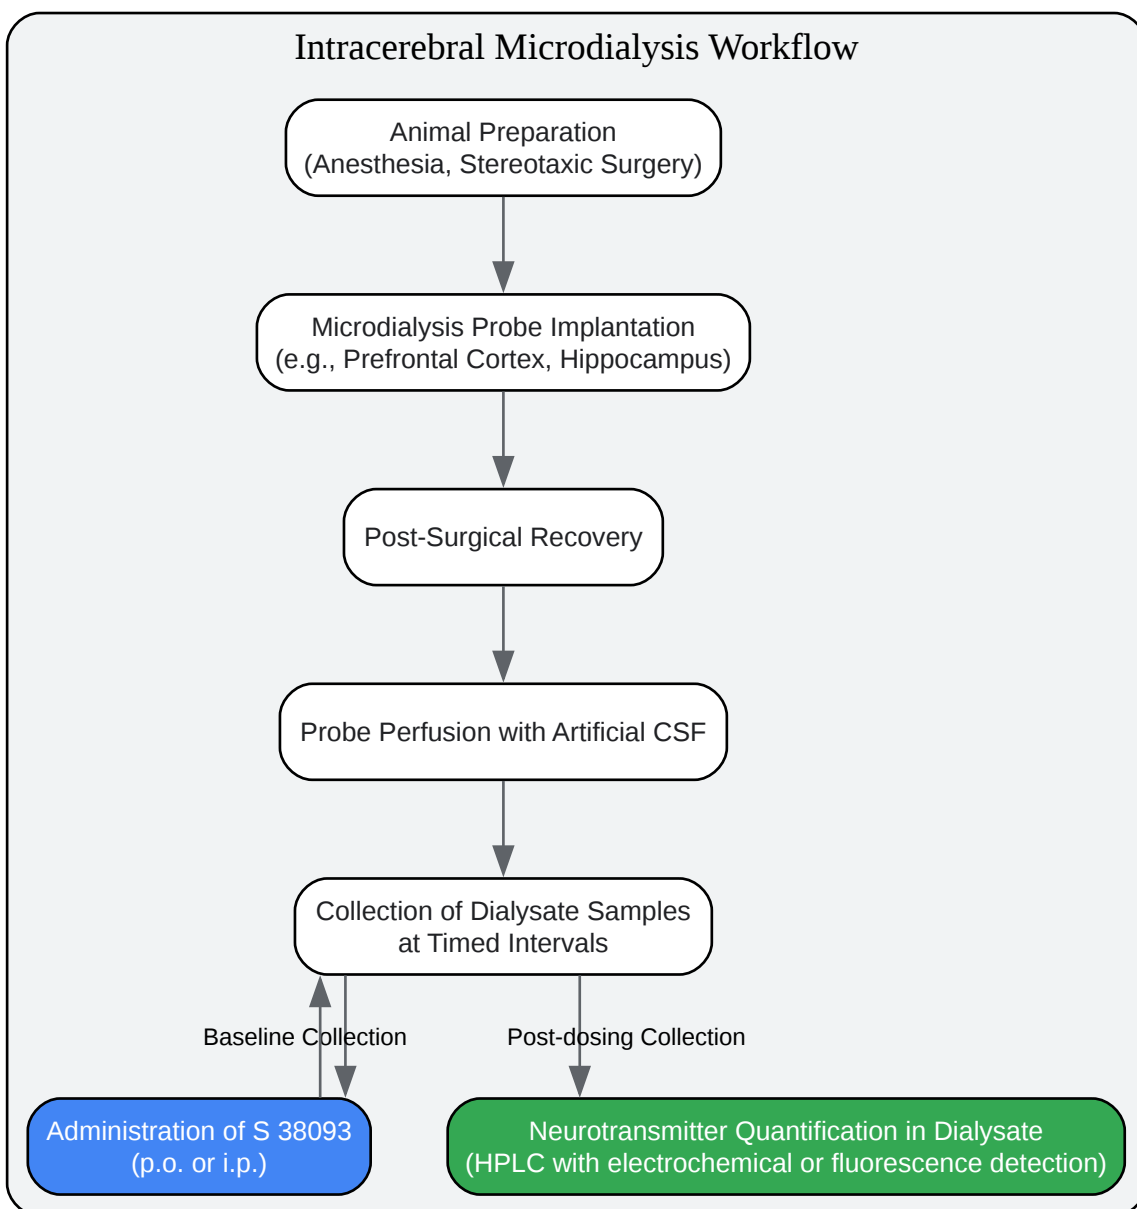 Intracerebral Microdialysis Workflow
Animal Preparation
(Anesthesia, Stereotaxic Surgery)
Microdialysis Probe Implantation
(e.g., Prefrontal Cortex, Hippocampus)
Post-Surgical Recovery
Probe Perfusion with Artificial CSF
Collection of Dialysate Samples
at Timed Intervals
Baseline Collection
Post-dosing Collection
Administration of S 38093
(p.o. or i.p.)
Neurotransmitter Quantification in Dialysate
(HPLC with electrochemical or fluorescence detection)